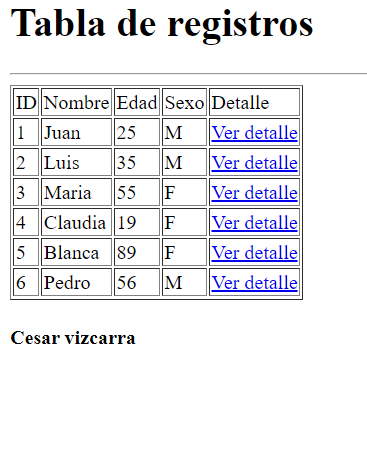 Tabla de registros
ID Nombre Edad Sexo Detalle
1 Juan 25 M Ver detalle
2 Luis 35 M Ver detalle
3 Maria 55 F Ver detalle
4 Claudia 19 F Ver detalle
5 Blanca 89 F Ver detalle
6 Pedro 56 M Ver detalle
Cesar vizcarra